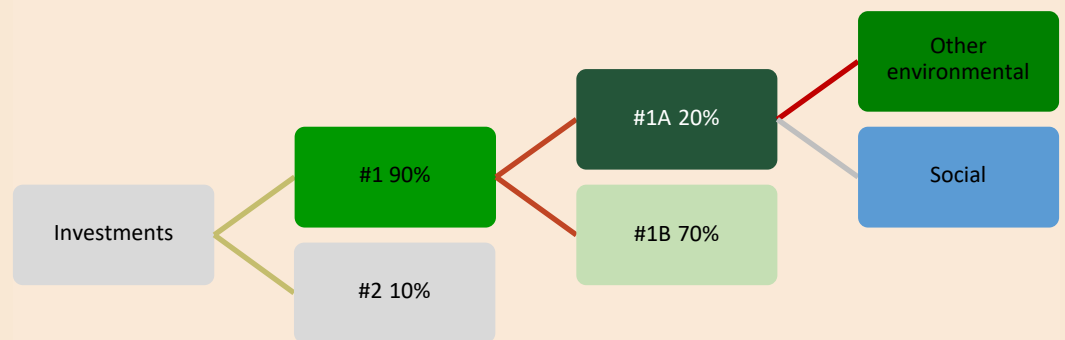 Investments
#1 90%
#2 10%
#1A 20%
#1B 70%
Other
environmental
Social